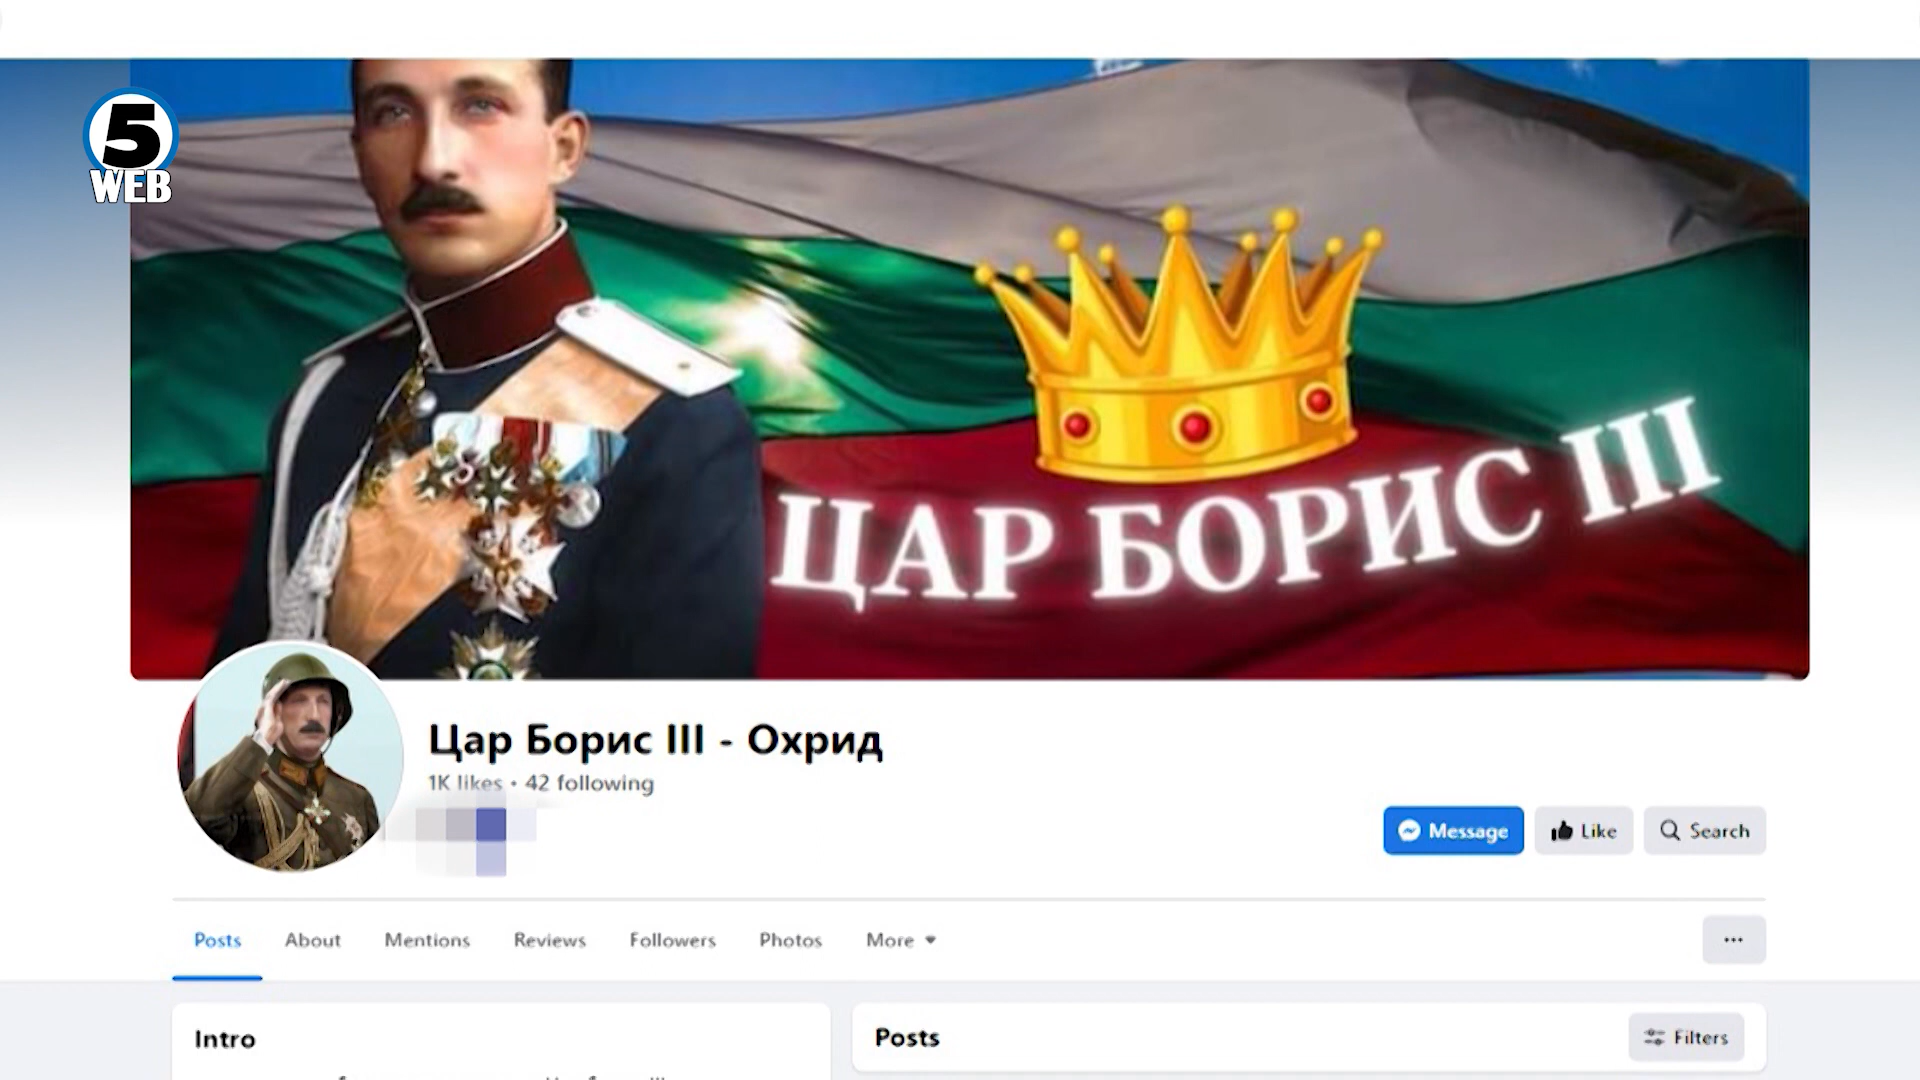 5
WEB
ЦАР БОРИС III
Цар Борис III - Охрид
1K likes • 42 following
Message
Like
Search
Posts
About
Mentions
Reviews
Followers
Photos
More
Intro
Posts
Filters